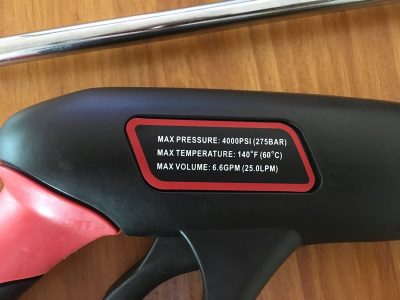 MAX PRESSURE: 4000PSI (275BAR)
MAX TEMPERATURE: 140°F (60°C)
MAX VOLUME: 6.6GPM (25.0LPM)